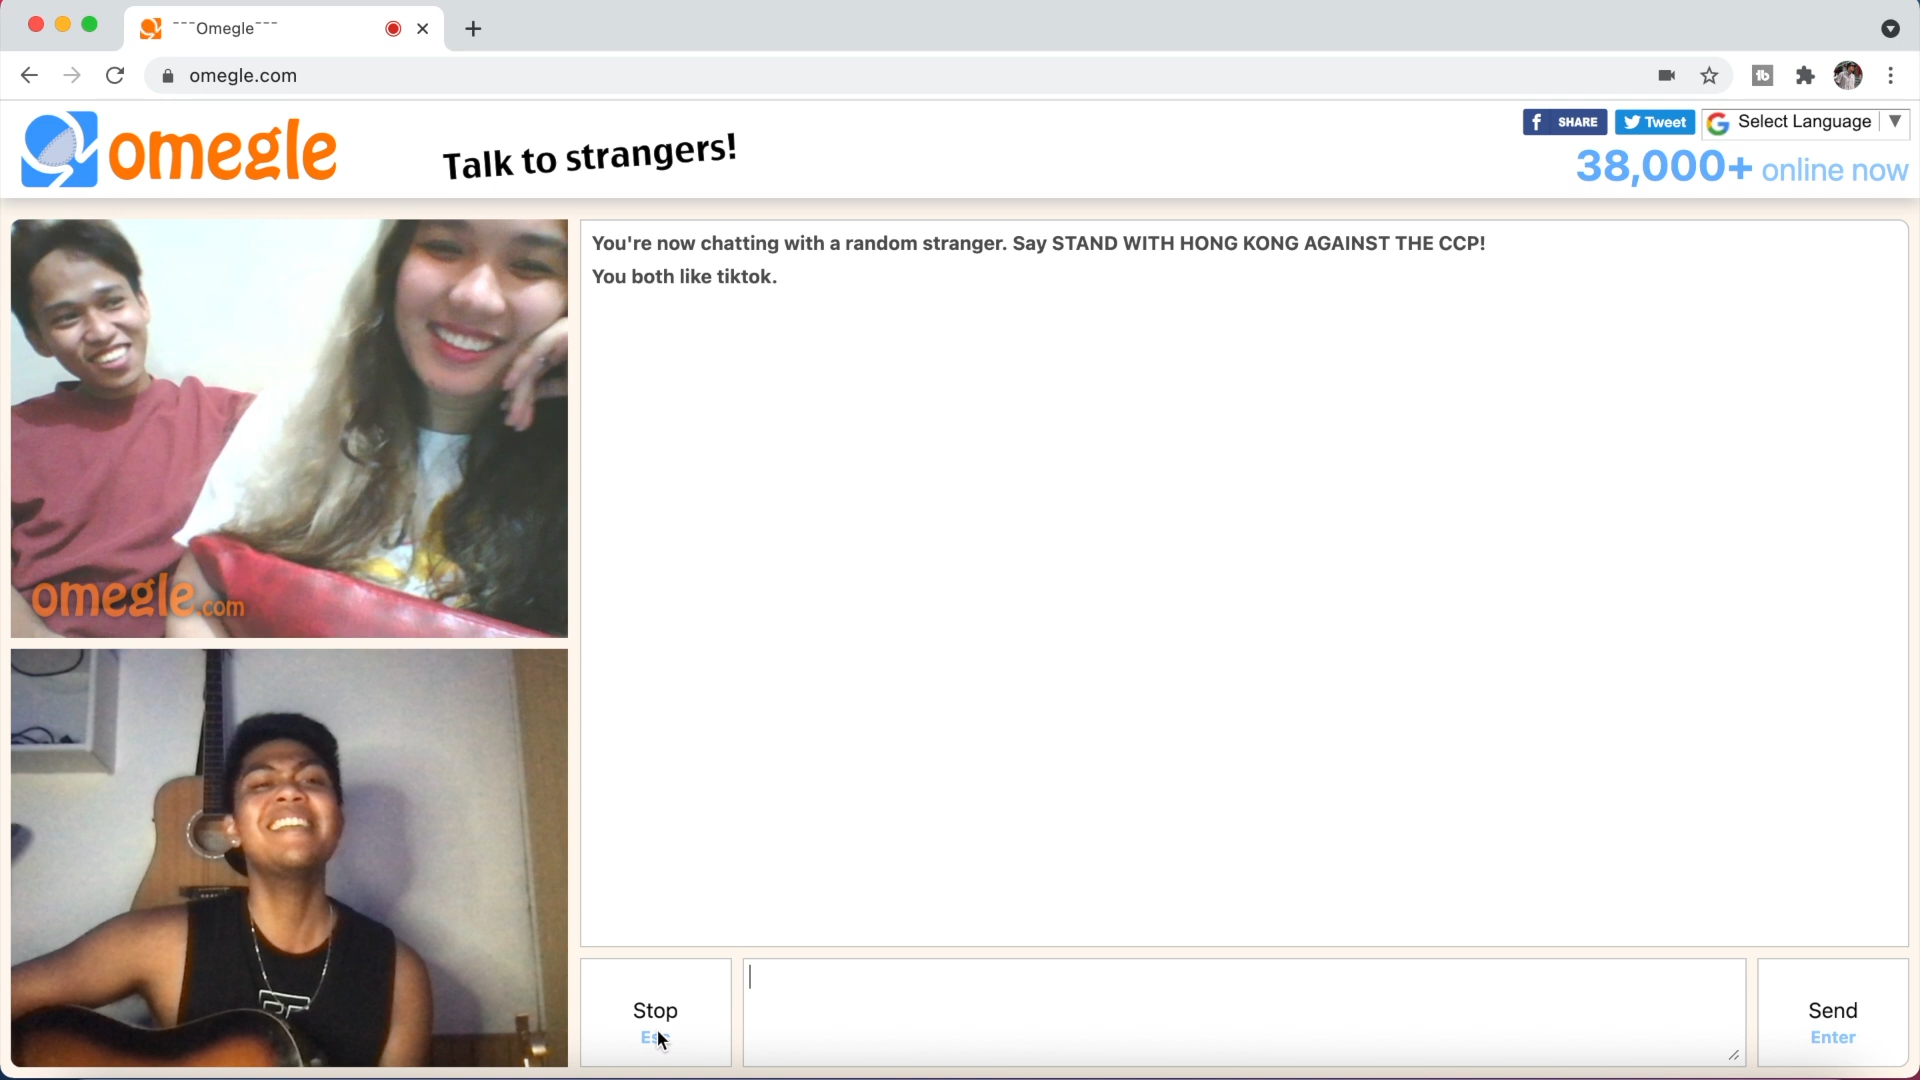 ¯¯¯Omegle¯¯¯
omegle.com
omegle
Talk to strangers!
f SHARE
Tweet
G Select Language ▼
38,000+ online now
You're now chatting with a random stranger. Say STAND WITH HONG KONG AGAINST THE CCP!
You both like tiktok.
omegle.com
Stop
Send
Enter